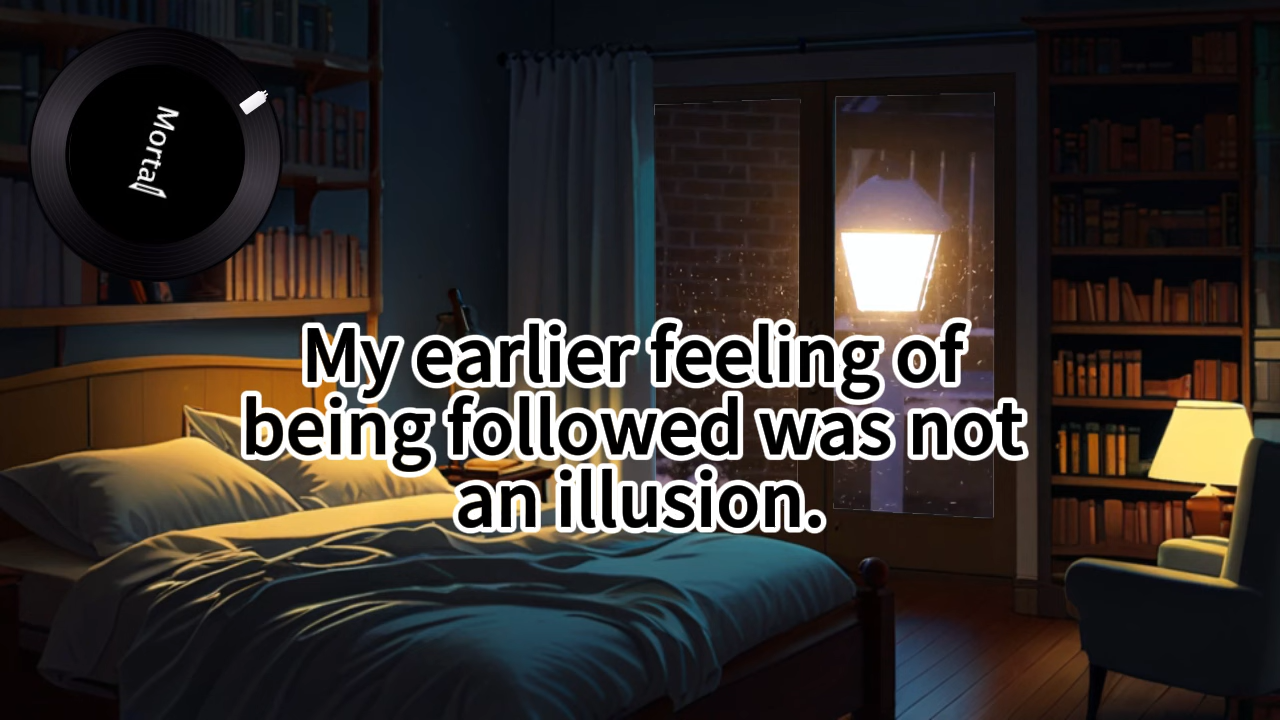 Mortal
My earlier feeling of
being followed was not
an illusion.